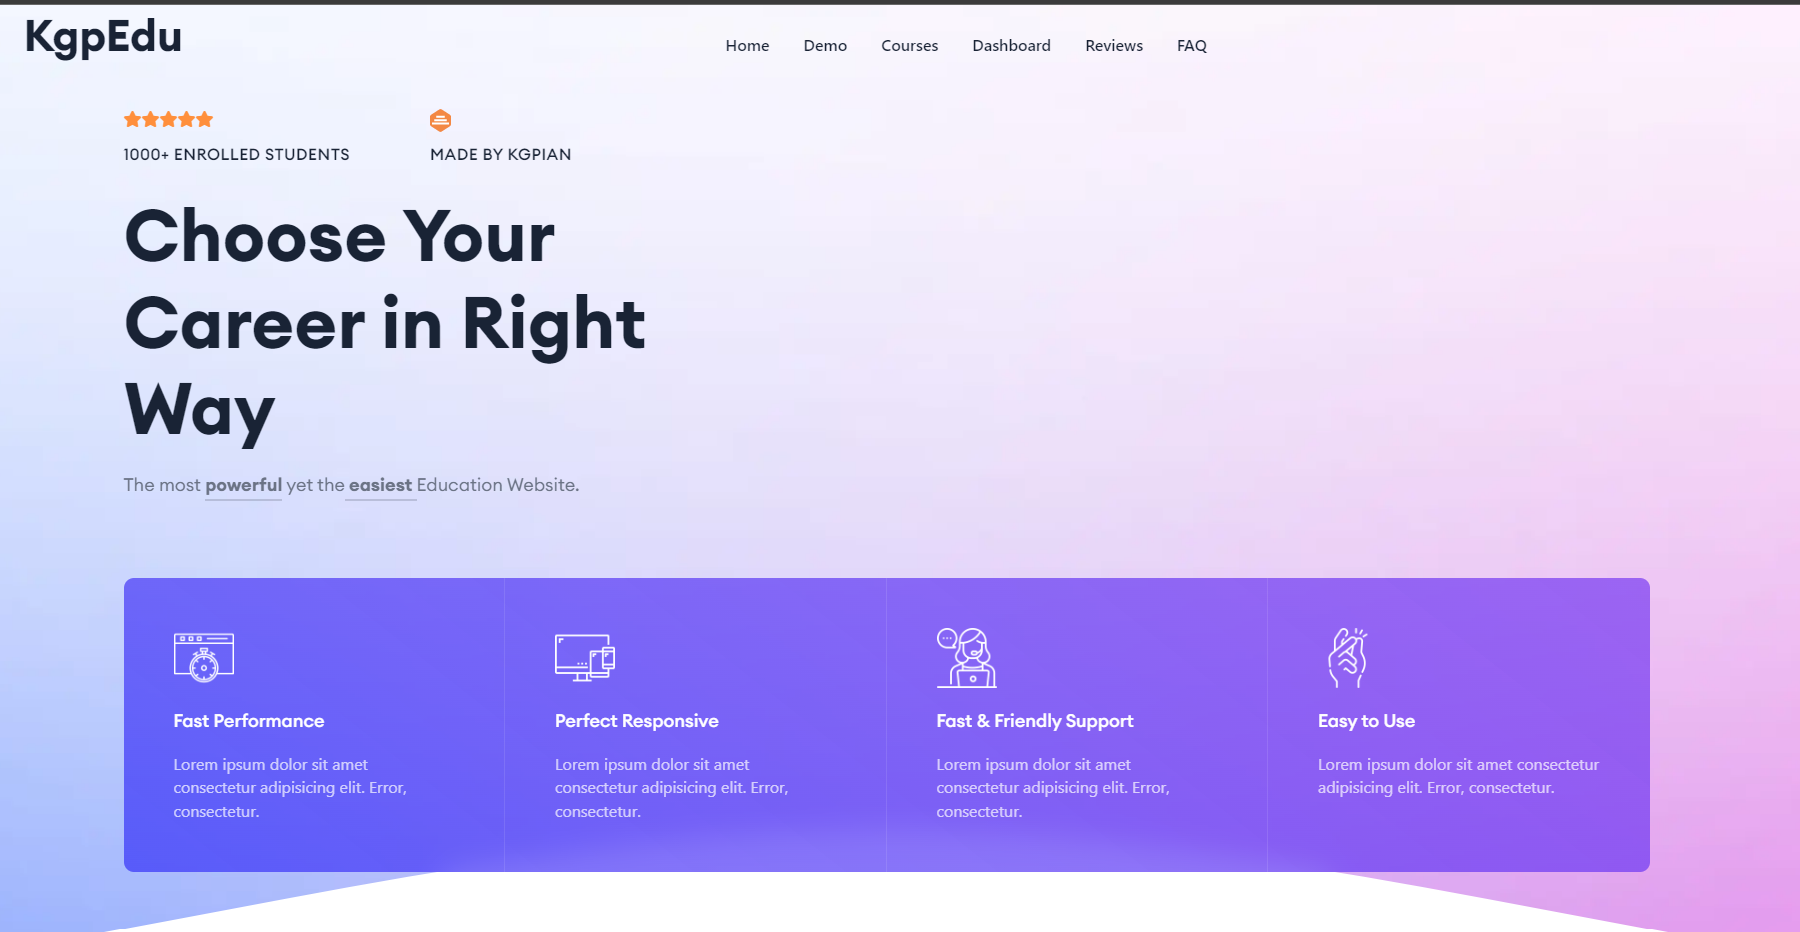 KgpEdu
Home Demo Courses Dashboard Reviews FAQ
1000+ ENROLLED STUDENTS
MADE BY KGPIAN
Choose Your
Career in Right
Way
The most powerful yet the easiest Education Website.
Fast Performance
Lorem ipsum dolor sit amet
consectetur adipisicing elit. Error,
consectetur.
Perfect Responsive
Lorem ipsum dolor sit amet
consectetur adipisicing elit. Error,
consectetur.
Fast & Friendly Support
Lorem ipsum dolor sit amet
consectetur adipisicing elit. Error,
consectetur.
Easy to Use
Lorem ipsum dolor sit amet consectetur
adipisicing elit. Error, consectetur.